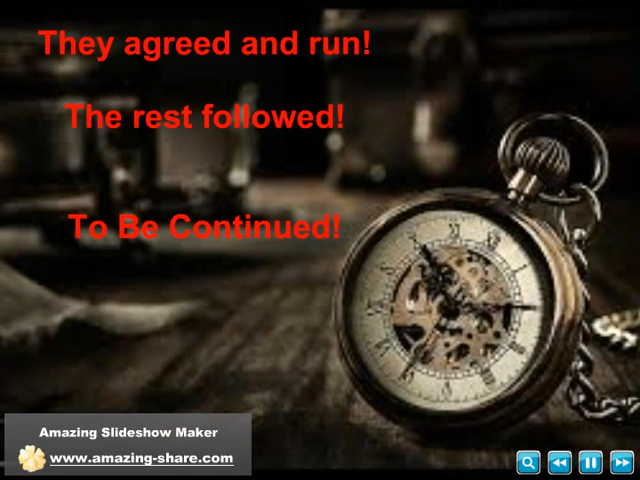 They agreed and run!
The rest followed!
To Be Continued!
Amazing Slideshow Maker
www.amazing-share.com